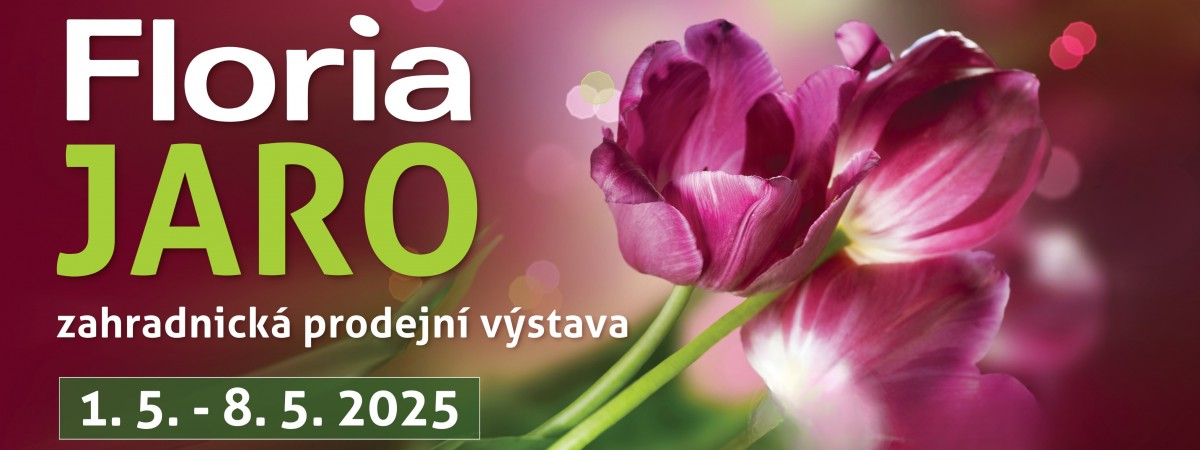 Floria
JARO
zahradnická prodejní výstava
1. 5. - 8. 5. 2025